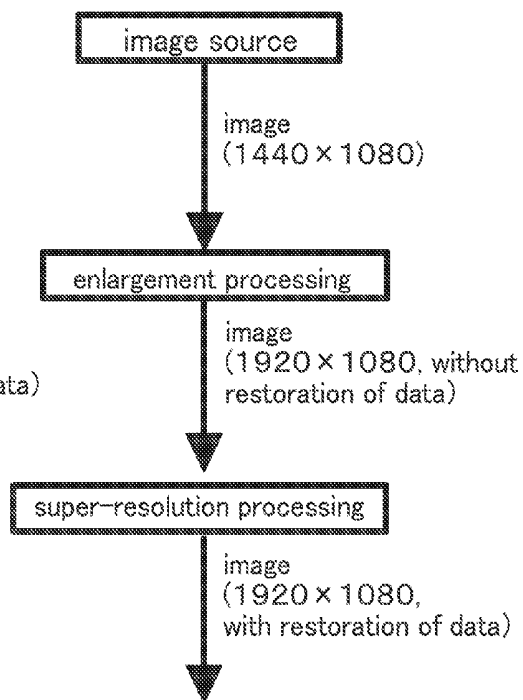 image source
image
(1440×1080)
enlargement processing
image
(1920×1080, without
restoration of data)
ata)
super-resolution processing
image
(1920×1080,
with restoration of data)